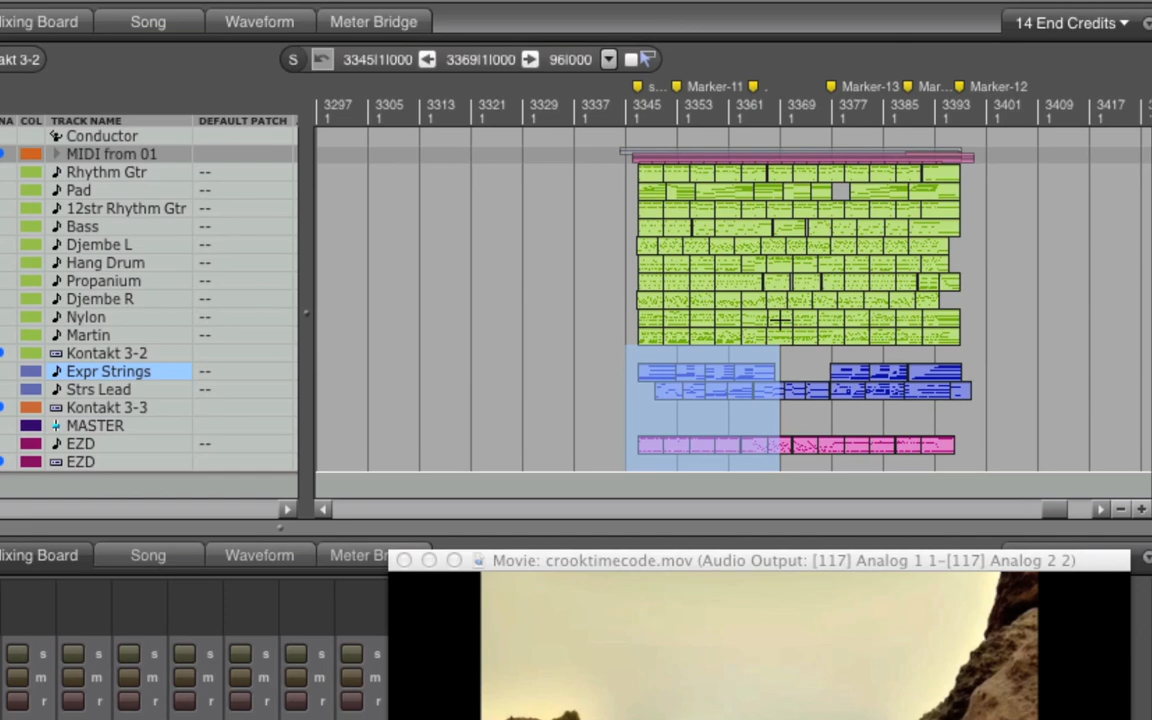 ixing Board Song Waveform Meter Bridge 14 End Credits
akt 3-2 S 3345|1|000 3369|1|000 96|000
s... Marker-11 . Marker-13 Mar... Marker-12
3297 3305 3313 3321 3329 3337 3345 3353 3361 3369 3377 3385 3393 3401 3409 3417
1 1 1 1 1 1 1 1 1 1 1 1 1 1 1 1
NA COL TRACK NAME DEFAULT PATCH
Conductor
MIDI from 01
Rhythm Gtr --
Pad --
12str Rhythm Gtr --
Bass --
Djembe L --
Hang Drum --
Propanium --
Djembe R --
Nylon --
Martin --
Kontakt 3-2
Expr Strings --
Strs Lead --
Kontakt 3-3
MASTER
EZD --
EZD
ixing Board Song Waveform Meter Br
Movie: crooktimecode.mov (Audio Output: [117] Analog 1 1-[117] Analog 2 2)
s s s s s s s
m m m m m m m
r r r r r r r